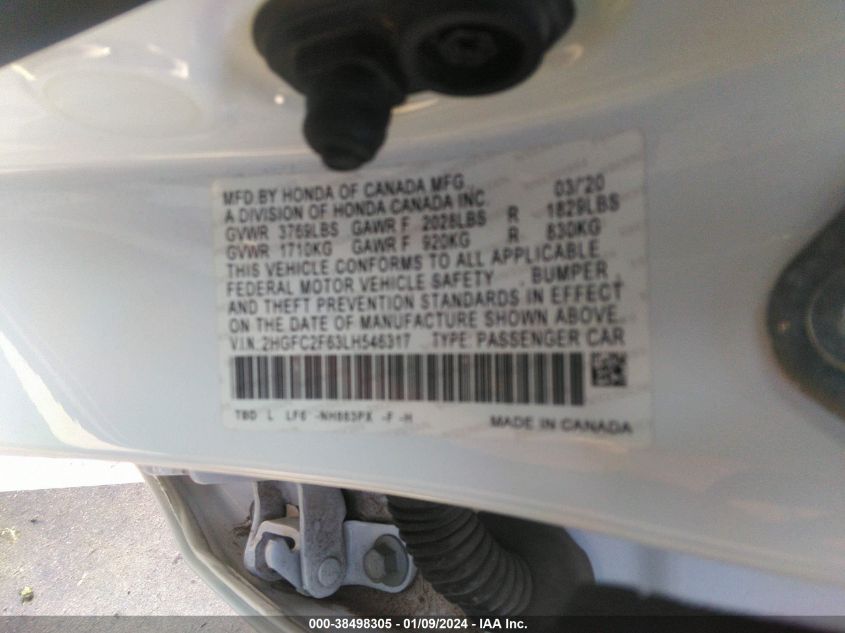 MFD BY HONDA OF CANADA MFG. 03/20
A DIVISION OF HONDA CANADA INC.
GVWR 3769LBS GAWR F 2028LBS R 1829LBS
GVWR 1710KG GAWR F 920KG R 830KG
THIS VEHICLE CONFORMS TO ALL APPLICABLE
FEDERAL MOTOR VEHICLE SAFETY, BUMPER,
AND THEFT PREVENTION STANDARDS IN EFFECT
ON THE DATE OF MANUFACTURE SHOWN ABOVE.
V.I.N.:2HGFC2F63LH546317 TYPE: PASSENGER CAR
TBD L LF6 -NH883PX -F -H
MADE IN CANADA
000-38498305 - 01/09/2024 - IAA Inc.